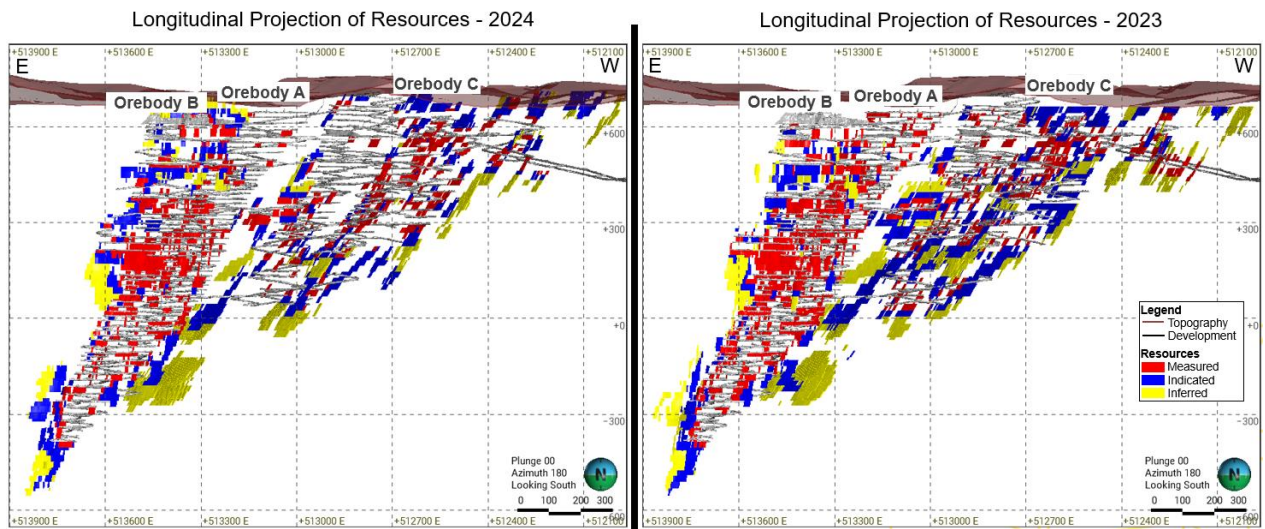 Longitudinal Projection of Resources - 2024
+513900 E +513600 E +513300 E +513000 E +512700 E +512400 E +512100
E W
Orebody B Orebody A Orebody C
+600
+300
+0
−300
Plunge 00
Azimuth 180
Looking South
N
0 100 200 300
+513900 E +513600 E +513300 E +513000 E +512700 E +512400 E +512100
Longitudinal Projection of Resources - 2023
+513900 E +513600 E +513300 E +513000 E +512700 E +512400 E +512100
E W
Orebody B Orebody A Orebody C
+600
+300
+0
Legend
Topography
Development
Resources
Measured
Indicated
Inferred
−300
Plunge 00
Azimuth 180
Looking South
N
0 100 200 300
+513900 E +513600 E +513300 E +513000 E +512700 E +512400 E +512100